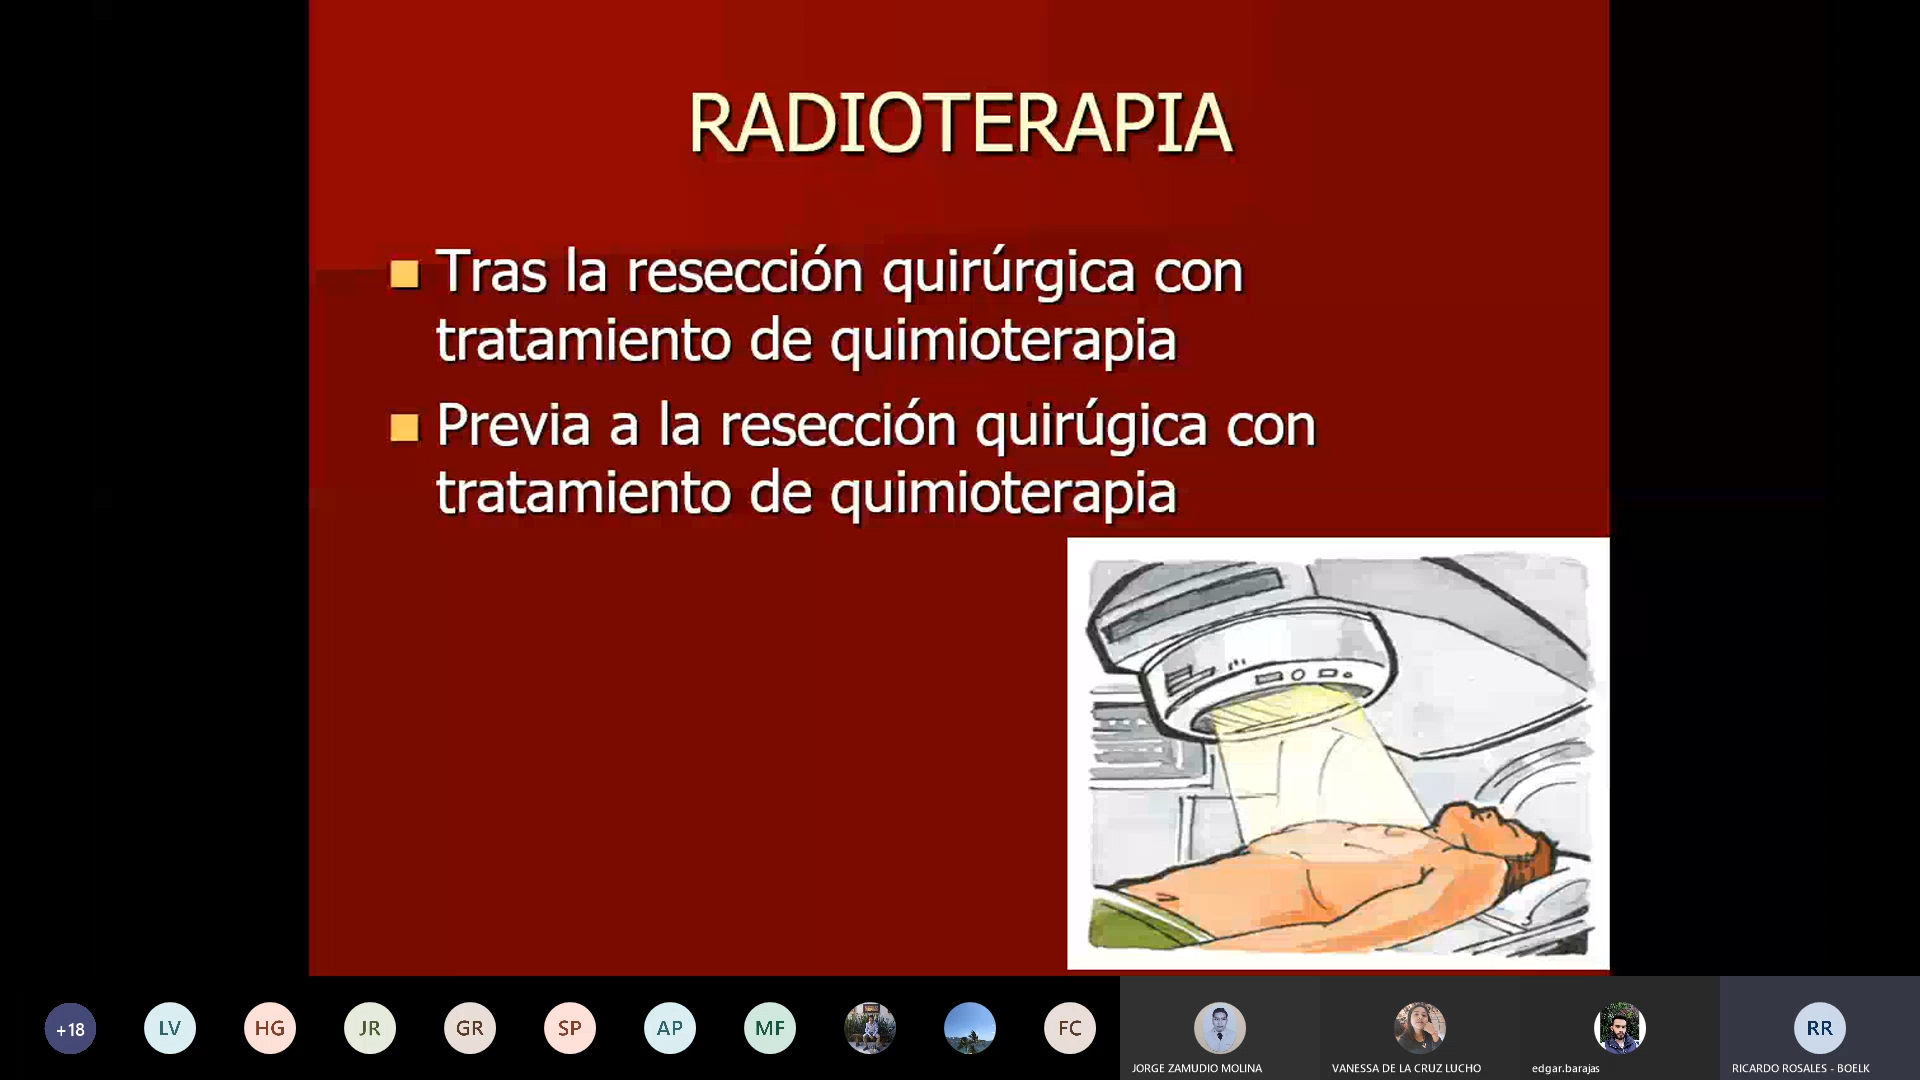 RADIOTERAPIA
Tras la resección quirúrgica con
tratamiento de quimioterapia
Previa a la resección quirúgica con
tratamiento de quimioterapia
+18
LV
HG
JR
GR
SP
AP
MF
FC
RR
JORGE ZAMUDIO MOLINA
VANESSA DE LA CRUZ LUCHO
edgar.barajas
RICARDO ROSALES - BOELK